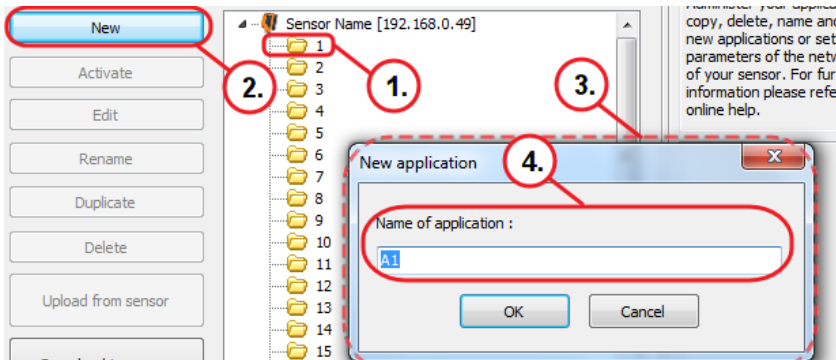 New
Activate
Edit
Rename
Duplicate
Delete
Upload from sensor
2.
Sensor Name [192.168.0.49]
1
2
3
4
5
6
7
8
9
10
11
12
13
14
15
1.
3.
copy, delete, name and
new applications or set
parameters of the netw
of your sensor. For fur
information please refe
online help.
New application
4.
X
Name of application :
A1
OK
Cancel